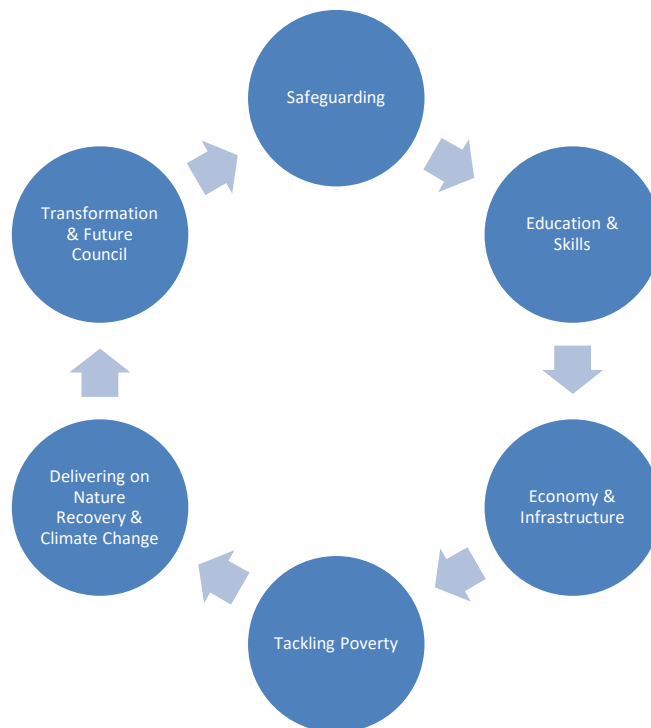 Safeguarding
Education &
Skills
Economy &
Infrastructure
Tackling Poverty
Delivering on
Nature
Recovery &
Climate Change
Transformation
& Future
Council